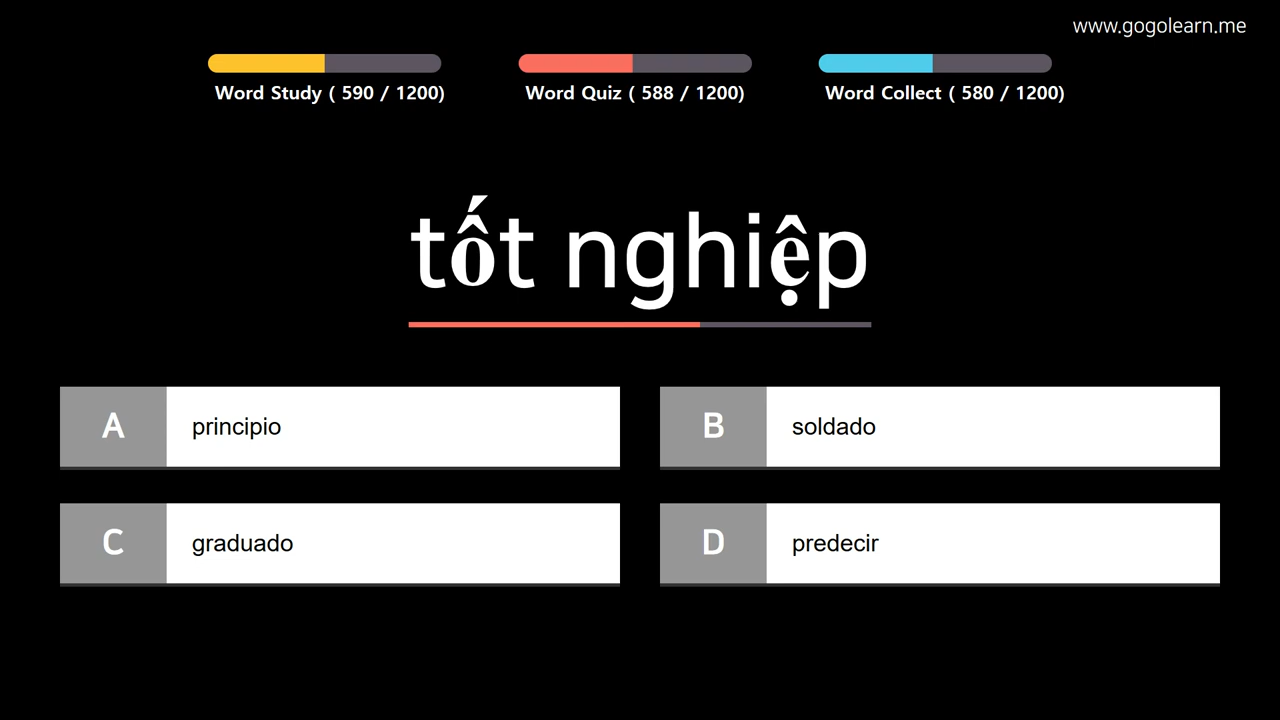 www.gogolearn.me
Word Study ( 590 / 1200)
Word Quiz ( 588 / 1200)
Word Collect ( 580 / 1200)
tốt nghiệp
A principio
B soldado
C graduado
D predecir